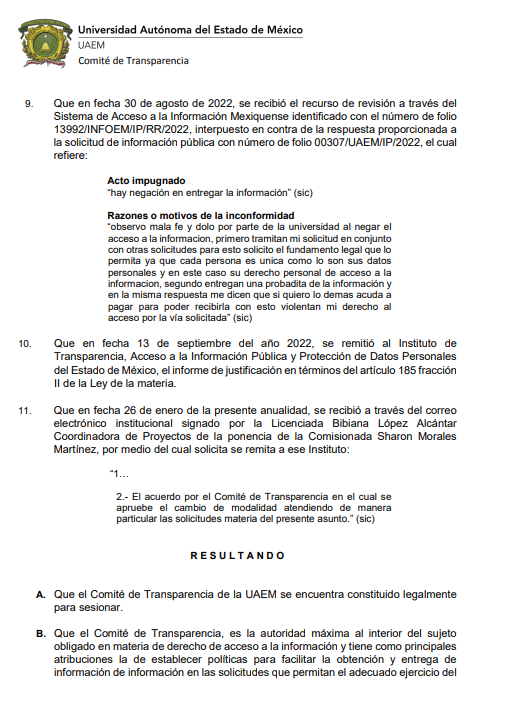 Universidad Autónoma del Estado de México
UAEM
Comité de Transparencia
9. Que en fecha 30 de agosto de 2022, se recibió el recurso de revisión a través del
Sistema de Acceso a la Información Mexiquense identificado con el número de folio
13992/INFOEM/IP/RR/2022, interpuesto en contra de la respuesta proporcionada a
la solicitud de información pública con número de folio 00307/UAEM/IP/2022, el cual
refiere:
Acto impugnado
“hay negación en entregar la información” (sic)
Razones o motivos de la inconformidad
“observo mala fe y dolo por parte de la universidad al negar el
acceso a la informacion, primero tramitan mi solicitud en conjunto
con otras solicitudes para esto solicito el fundamento legal que lo
permita ya que cada persona es unica como lo son sus datos
personales y en este caso su derecho personal de acceso a la
informacion, segundo entregan una probadita de la información y
en la misma respuesta me dicen que si quiero lo demas acuda a
pagar para poder recibirla con esto violentan mi derecho al
acceso por la vía solicitada” (sic)
10. Que en fecha 13 de septiembre del año 2022, se remitió al Instituto de
Transparencia, Acceso a la Información Pública y Protección de Datos Personales
del Estado de México, el informe de justificación en términos del artículo 185 fracción
II de la Ley de la materia.
11. Que en fecha 26 de enero de la presente anualidad, se recibió a través del correo
electrónico institucional signado por la Licenciada Bibiana López Alcántar
Coordinadora de Proyectos de la ponencia de la Comisionada Sharon Morales
Martínez, por medio del cual solicita se remita a ese Instituto:
“1…
2.- El acuerdo por el Comité de Transparencia en el cual se
apruebe el cambio de modalidad atendiendo de manera
particular las solicitudes materia del presente asunto.” (sic)
R E S U L T A N D O
A. Que el Comité de Transparencia de la UAEM se encuentra constituido legalmente
para sesionar.
B. Que el Comité de Transparencia, es la autoridad máxima al interior del sujeto
obligado en materia de derecho de acceso a la información y tiene como principales
atribuciones la de establecer políticas para facilitar la obtención y entrega de
información de información en las solicitudes que permitan el adecuado ejercicio del